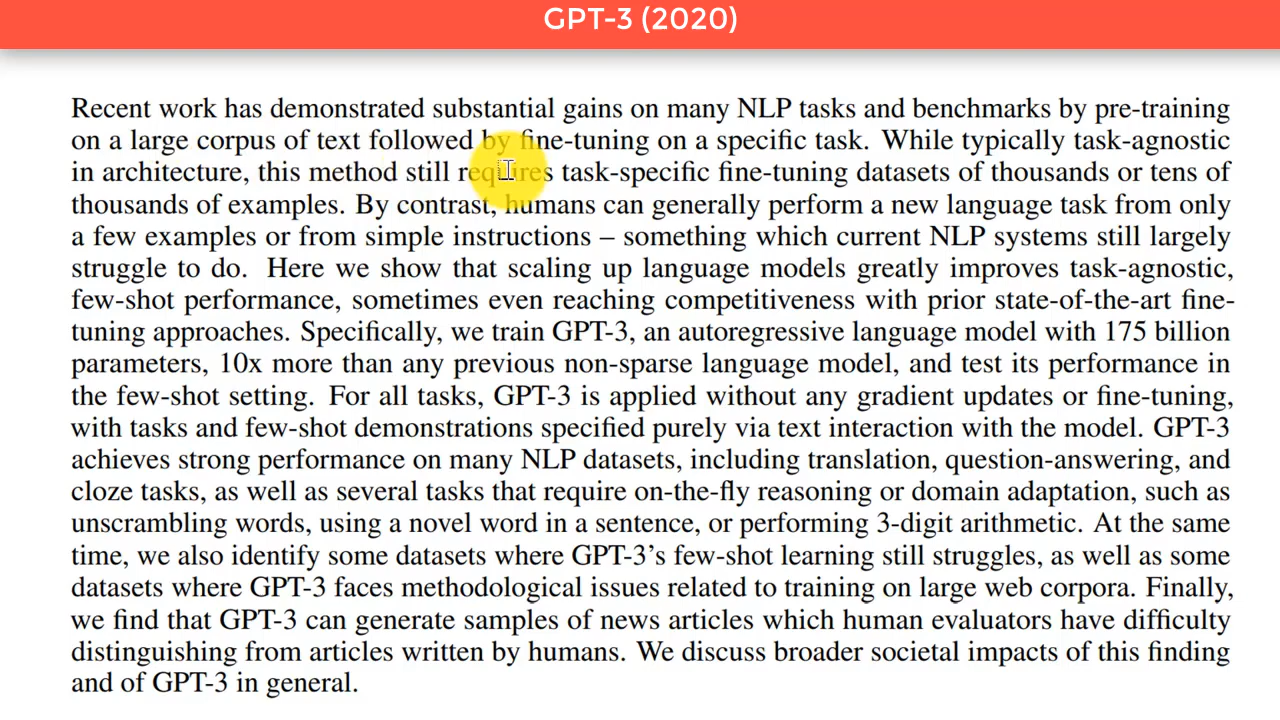 GPT-3 (2020)
Recent work has demonstrated substantial gains on many NLP tasks and benchmarks by pre-training
on a large corpus of text followed by fine-tuning on a specific task. While typically task-agnostic
in architecture, this method still requires task-specific fine-tuning datasets of thousands or tens of
thousands of examples. By contrast, humans can generally perform a new language task from only
a few examples or from simple instructions – something which current NLP systems still largely
struggle to do. Here we show that scaling up language models greatly improves task-agnostic,
few-shot performance, sometimes even reaching competitiveness with prior state-of-the-art fine-
tuning approaches. Specifically, we train GPT-3, an autoregressive language model with 175 billion
parameters, 10x more than any previous non-sparse language model, and test its performance in
the few-shot setting. For all tasks, GPT-3 is applied without any gradient updates or fine-tuning,
with tasks and few-shot demonstrations specified purely via text interaction with the model. GPT-3
achieves strong performance on many NLP datasets, including translation, question-answering, and
cloze tasks, as well as several tasks that require on-the-fly reasoning or domain adaptation, such as
unscrambling words, using a novel word in a sentence, or performing 3-digit arithmetic. At the same
time, we also identify some datasets where GPT-3's few-shot learning still struggles, as well as some
datasets where GPT-3 faces methodological issues related to training on large web corpora. Finally,
we find that GPT-3 can generate samples of news articles which human evaluators have difficulty
distinguishing from articles written by humans. We discuss broader societal impacts of this finding
and of GPT-3 in general.